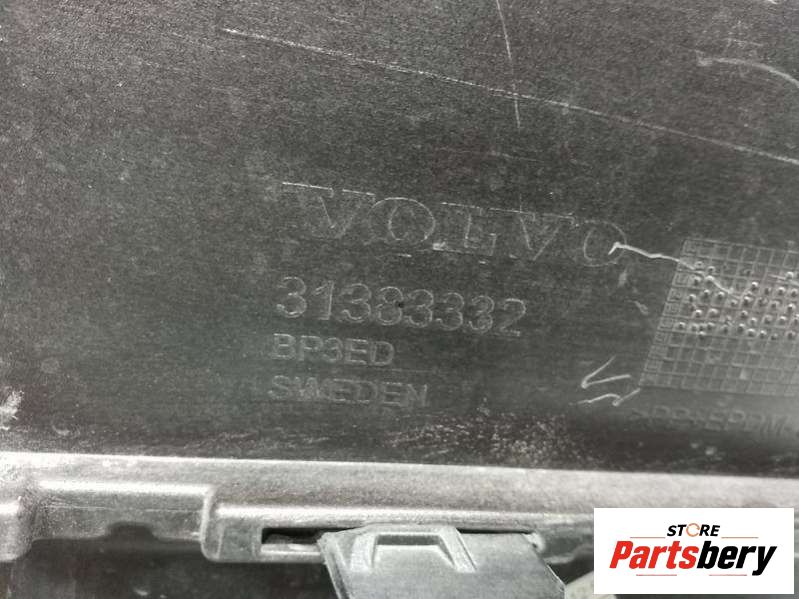 VOLVO
31383332
BP3ED
SWEDEN
STORE
Partsbery